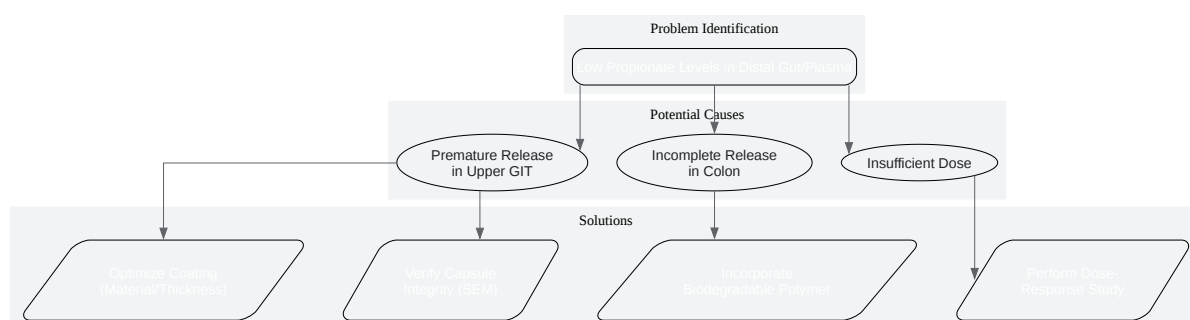 Problem Identification
Low Propionate Levels in Distal Gut/Plasma
Potential Causes
Premature Release
in Upper GIT
Incomplete Release
in Colon
Insufficient Dose
Solutions
Optimize Coating
(Material/Thickness)
Verify Capsule
Integrity (SEM)
Incorporate
Biodegradable Polymer
Perform Dose-
Response Study